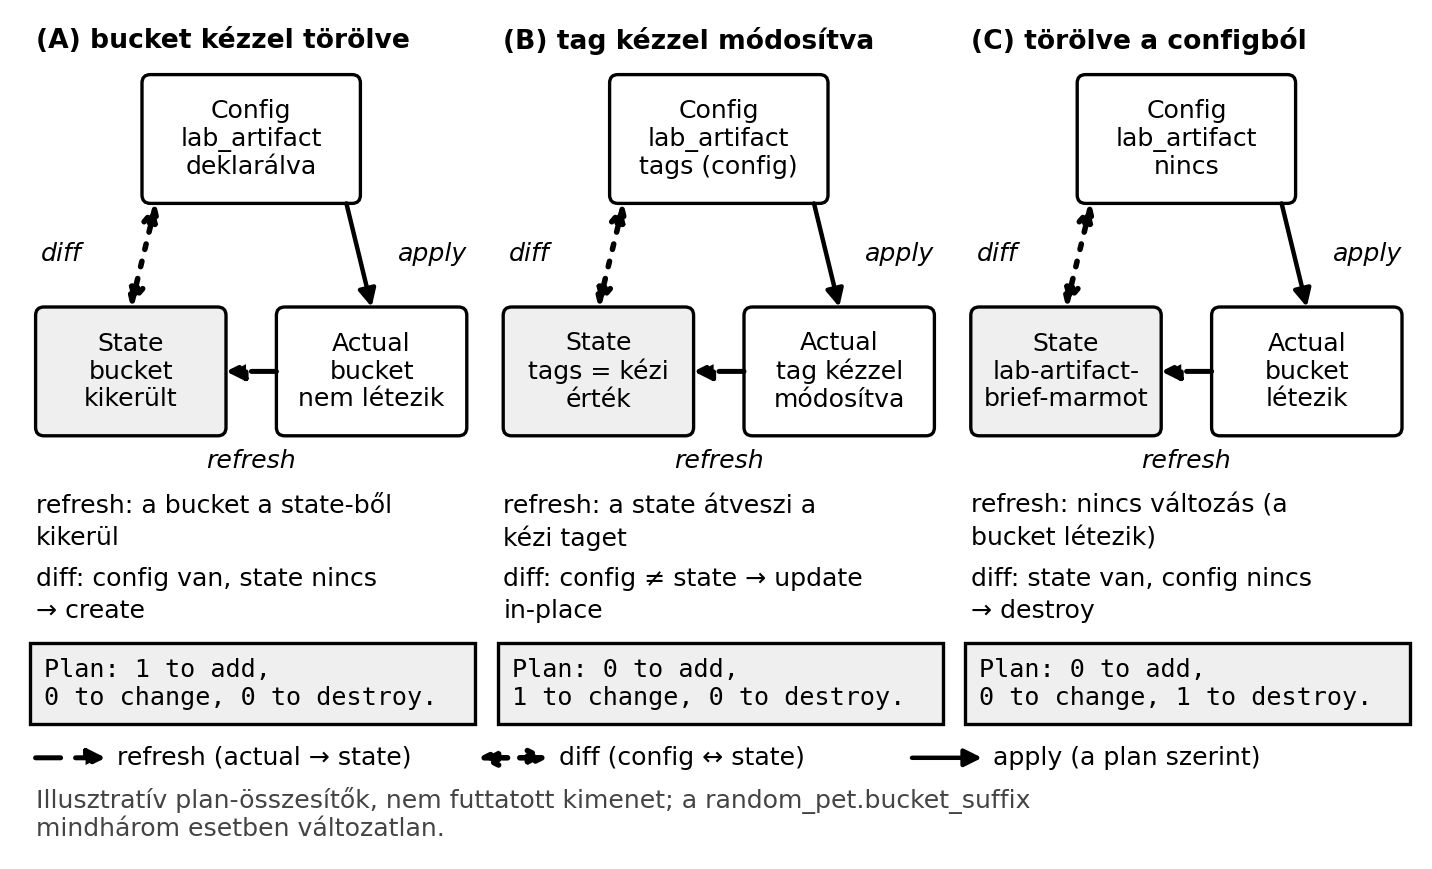 (A) bucket kézzel törölve
Config
lab_artifact
deklarálva
diff
apply
State
bucket
kikerült
Actual
bucket
nem létezik
refresh
refresh: a bucket a state-ből
kikerül
diff: config van, state nincs
→ create
Plan: 1 to add,
0 to change, 0 to destroy.
(B) tag kézzel módosítva
Config
lab_artifact
tags (config)
diff
apply
State
tags = kézi
érték
Actual
tag kézzel
módosítva
refresh
refresh: a state átveszi a
kézi taget
diff: config ≠ state → update
in-place
Plan: 0 to add,
1 to change, 0 to destroy.
(C) törölve a configból
Config
lab_artifact
nincs
diff
apply
State
lab-artifact-
brief-marmot
Actual
bucket
létezik
refresh
refresh: nincs változás (a
bucket létezik)
diff: state van, config nincs
→ destroy
Plan: 0 to add,
0 to change, 1 to destroy.
refresh (actual → state)
diff (config ↔ state)
apply (a plan szerint)
Illusztratív plan-összesítők, nem futtatott kimenet; a random_pet.bucket_suffix
mindhárom esetben változatlan.